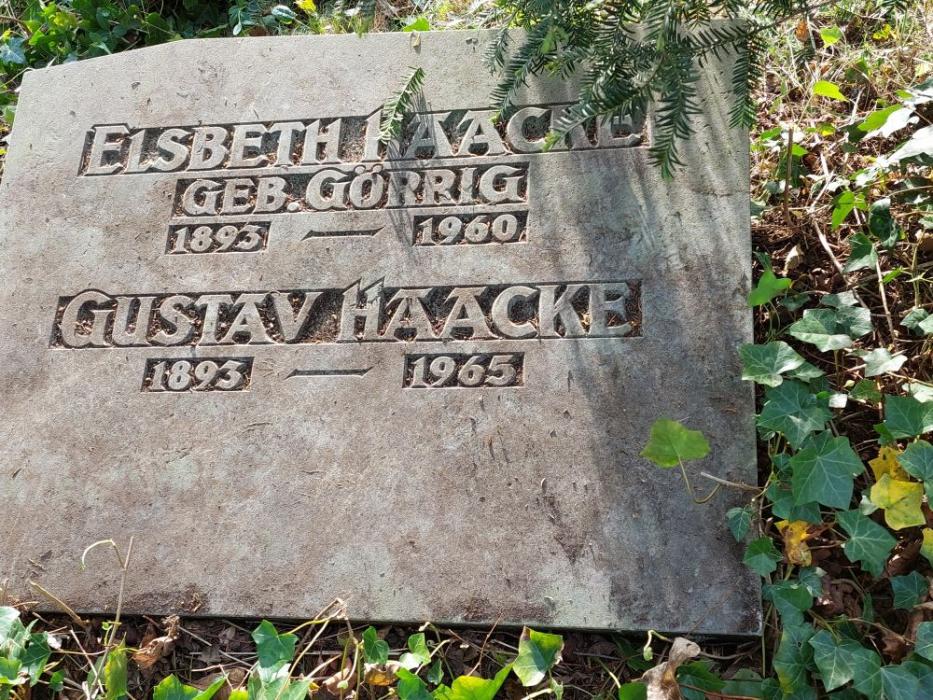 ELSBETH HAACKE
GEB. GÖRRIG
1893 — 1960
GUSTAV HAACKE
1893 — 1965